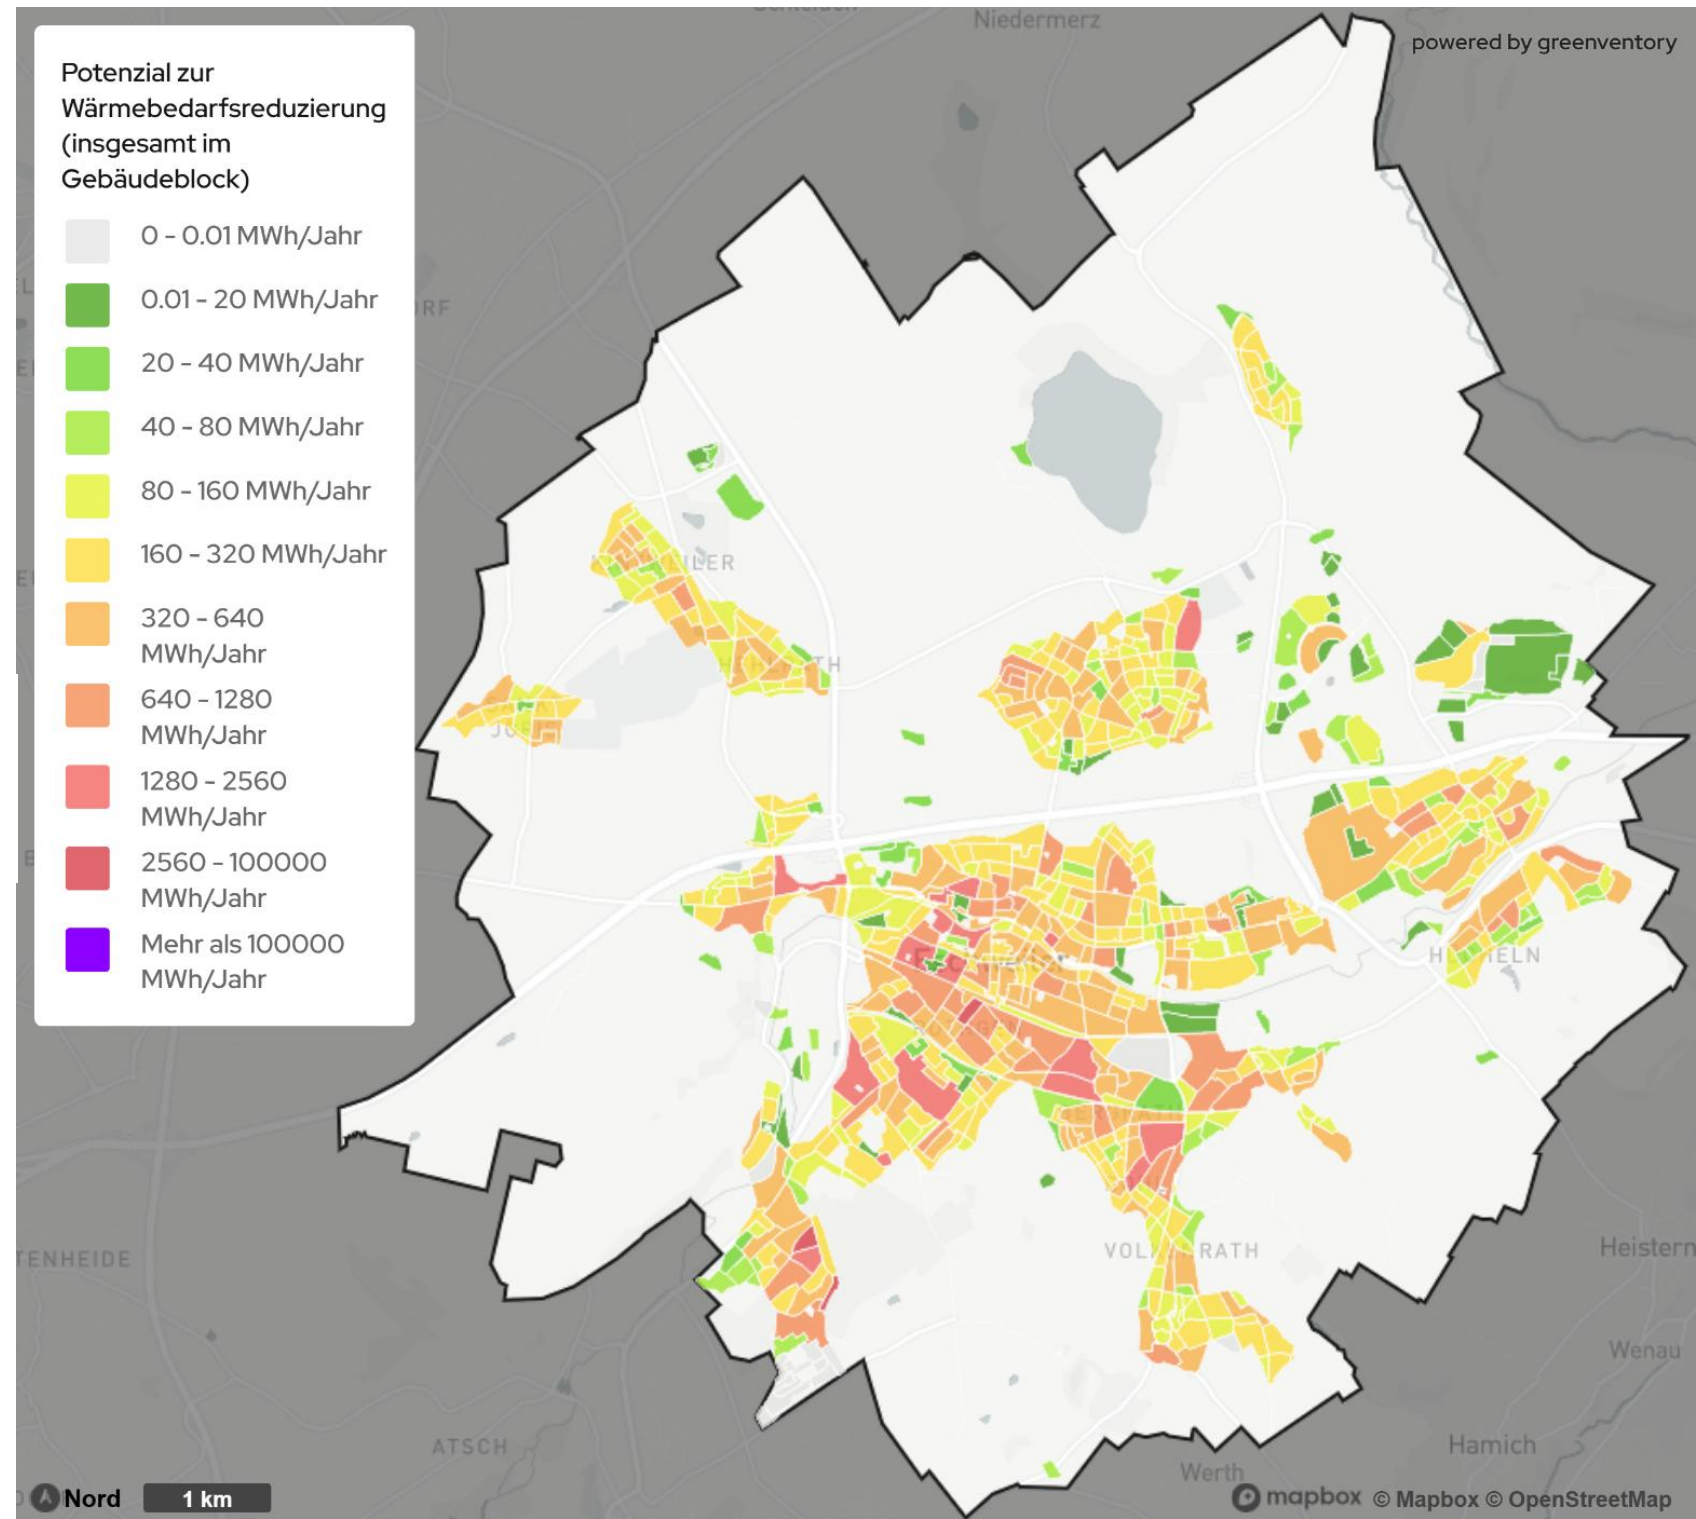 Potenzial zur
Wärmebedarfsreduzierung
(insgesamt im
Gebäudeblock)
0 - 0.01 MWh/Jahr
0.01 - 20 MWh/Jahr
20 - 40 MWh/Jahr
40 - 80 MWh/Jahr
80 - 160 MWh/Jahr
160 - 320 MWh/Jahr
320 - 640
MWh/Jahr
640 - 1280
MWh/Jahr
1280 - 2560
MWh/Jahr
2560 - 100000
MWh/Jahr
Mehr als 100000
MWh/Jahr
Niedermerz
powered by greenventory
Eschweiler
VOLKENRATH
TENHEIDE
Heistern
Wenau
ATSCH
Hamich
Werth
Nord
1 km
mapbox © Mapbox © OpenStreetMap